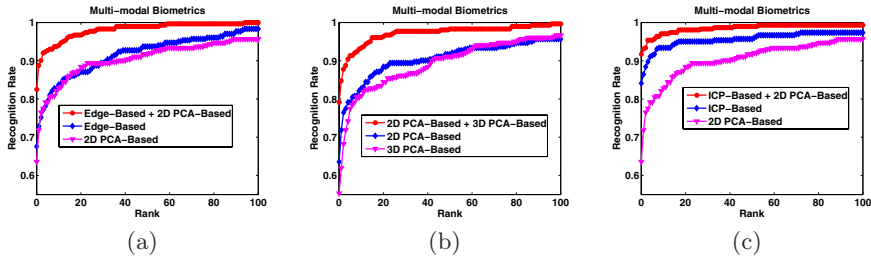 Multi-modal Biometrics
Recognition Rate
1
0.9
0.8
0.7
0.6
Edge-Based + 2D PCA-Based
Edge-Based
2D PCA-Based
0 20 40 60 80 100
Rank
(a)
Multi-modal Biometrics
Recognition Rate
1
0.9
0.8
0.7
0.6
2D PCA-Based + 3D PCA-Based
2D PCA-Based
3D PCA-Based
0 20 40 60 80 100
Rank
(b)
Multi-modal Biometrics
Recognition Rate
1
0.9
0.8
0.7
0.6
ICP-Based + 2D PCA-Based
ICP-Based
2D PCA-Based
0 20 40 60 80 100
Rank
(c)